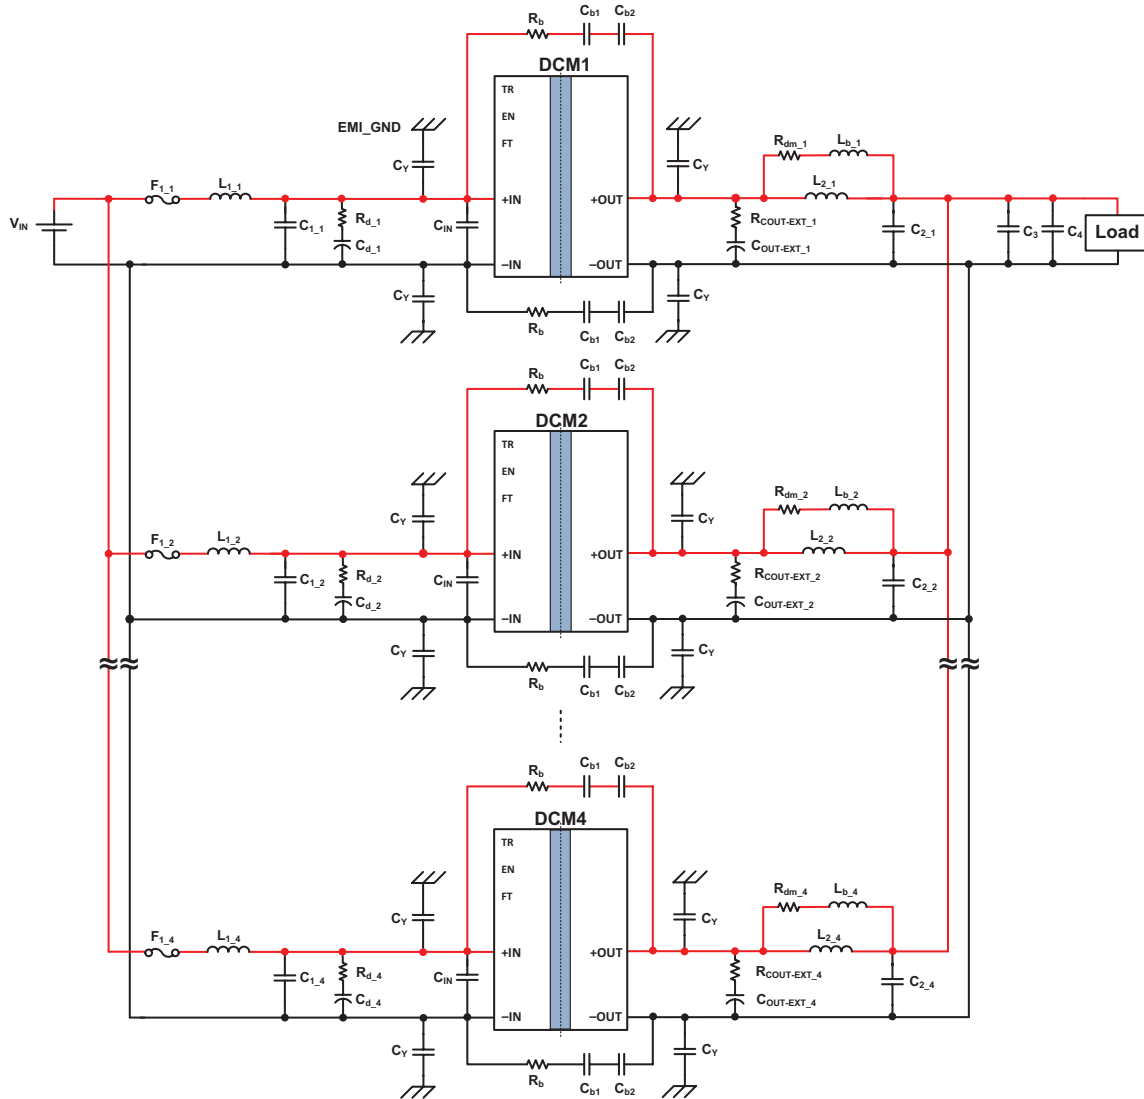 Rb Cb1 Cb2
DCM1
TR
EN
FT
EMI_GND
CY
CY
Rdm_1 Lb_1
F1_1 L1_1
L2_1
VIN
+IN
+OUT
C1_1
Rd_1
Cd_1
CIN
RCOUT-EXT_1
COUT-EXT_1
C2_1
C3
C4
Load
–IN
–OUT
CY
CY
Rb
Cb1 Cb2
Rb Cb1 Cb2
DCM2
TR
EN
FT
CY
CY
Rdm_2 Lb_2
F1_2 L1_2
L2_2
+IN
+OUT
C1_2
Rd_2
Cd_2
CIN
RCOUT-EXT_2
COUT-EXT_2
C2_2
–IN
–OUT
CY
CY
Rb
Cb1 Cb2
Rb Cb1 Cb2
DCM4
TR
EN
FT
CY
CY
Rdm_4 Lb_4
F1_4 L1_4
L2_4
+IN
+OUT
C1_4
Rd_4
Cd_4
CIN
RCOUT-EXT_4
COUT-EXT_4
C2_4
–IN
–OUT
CY
CY
Rb
Cb1 Cb2